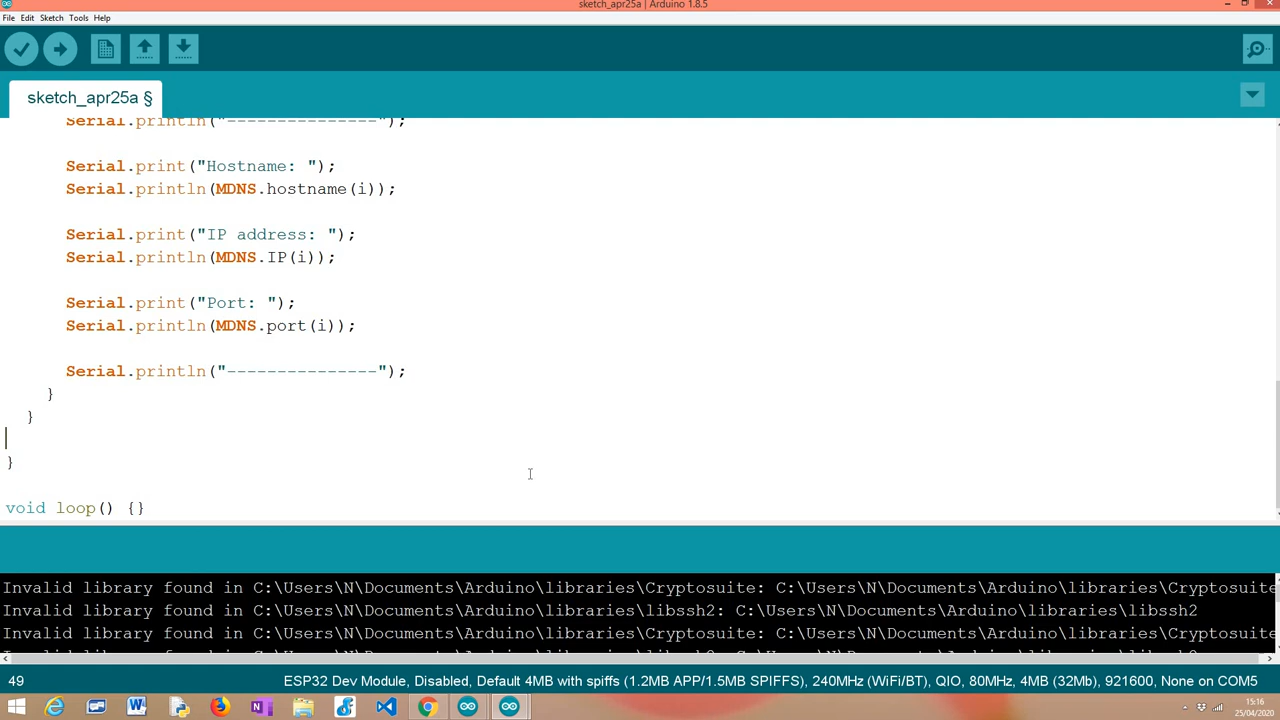 sketch_apr25a | Arduino 1.8.5
File Edit Sketch Tools Help
sketch_apr25a §
Serial.println("---------------");
Serial.print("Hostname: ");
Serial.println(MDNS.hostname(i));
Serial.print("IP address: ");
Serial.println(MDNS.IP(i));
Serial.print("Port: ");
Serial.println(MDNS.port(i));
Serial.println("---------------");
}
}
}
void loop() {}
Invalid library found in C:\Users\N\Documents\Arduino\libraries\Cryptosuite: C:\Users\N\Documents\Arduino\libraries\Cryptosuite
Invalid library found in C:\Users\N\Documents\Arduino\libraries\libssh2: C:\Users\N\Documents\Arduino\libraries\libssh2
Invalid library found in C:\Users\N\Documents\Arduino\libraries\Cryptosuite: C:\Users\N\Documents\Arduino\libraries\Cryptosuite
49 ESP32 Dev Module, Disabled, Default 4MB with spiffs (1.2MB APP/1.5MB SPIFFS), 240MHz (WiFi/BT), QIO, 80MHz, 4MB (32Mb), 921600, None on COM5
15:16
25/04/2020